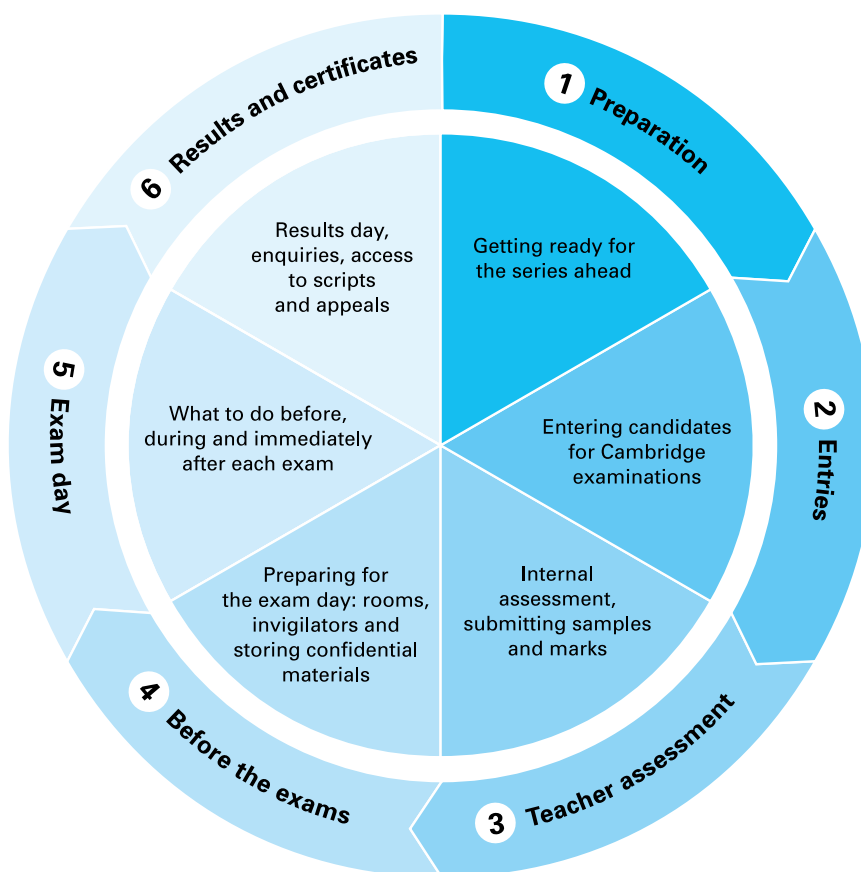 1 Preparation
Getting ready for
the series ahead
2 Entries
Entering candidates
for Cambridge
examinations
3 Teacher assessment
Internal
assessment,
submitting samples
and marks
4 Before the exams
Preparing for
the exam day: rooms,
invigilators and
storing confidential
materials
5 Exam day
What to do before,
during and immediately
after each exam
6 Results and certificates
Results day,
enquiries, access
to scripts
and appeals